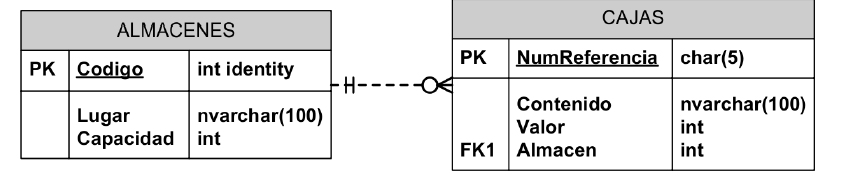 ALMACENES
PK Codigo int identity
Lugar nvarchar(100)
Capacidad int
CAJAS
PK NumReferencia char(5)
Contenido nvarchar(100)
Valor int
FK1 Almacen int